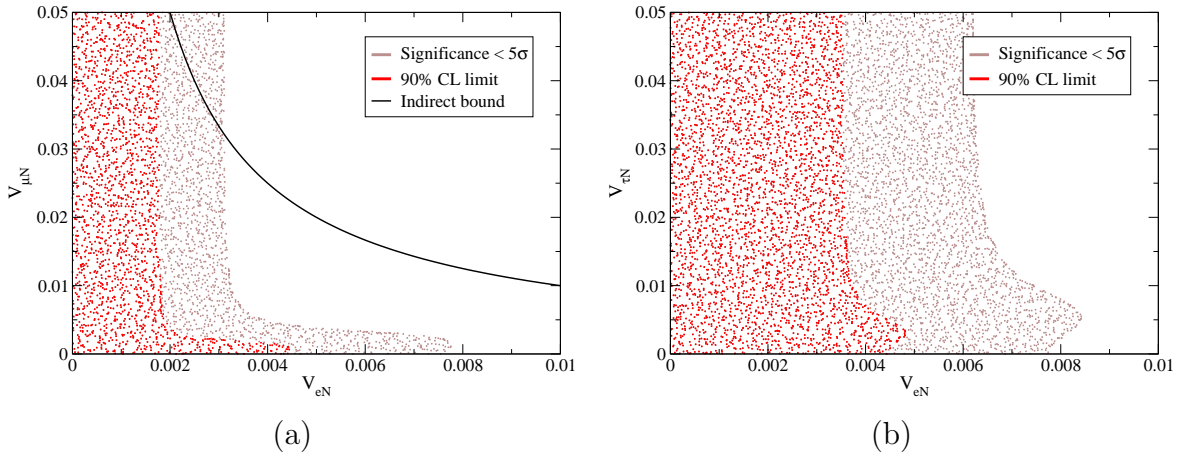 0.05
0.04
0.03
0.02
0.01
0
V_μN
0 0.002 0.004 0.006 0.008 0.01
V_eN
Significance < 5σ
90% CL limit
Indirect bound
(a)
0.05
0.04
0.03
0.02
0.01
0
V_τN
0 0.002 0.004 0.006 0.008 0.01
V_eN
Significance < 5σ
90% CL limit
(b)